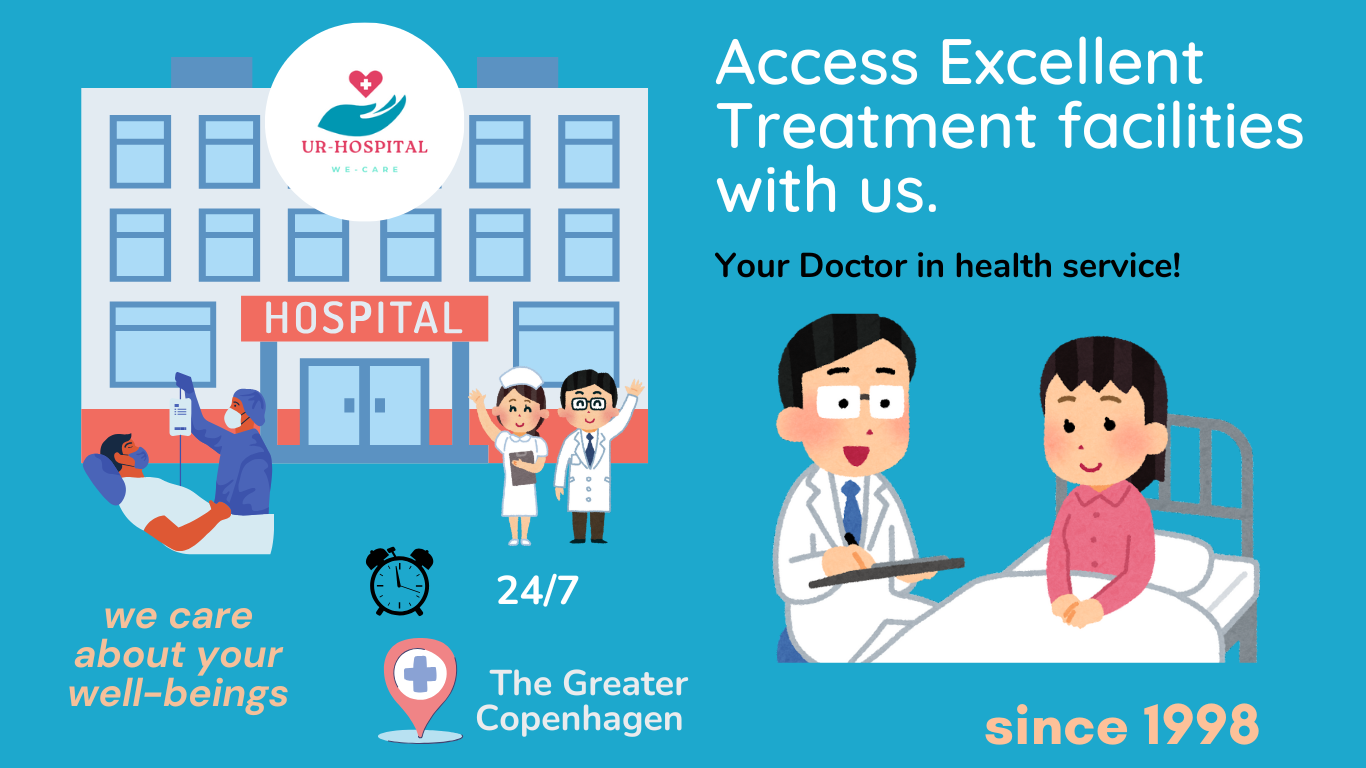 UR-HOSPITAL
WE-CARE
HOSPITAL
we care
about your
well-beings
24/7
The Greater
Copenhagen
Access Excellent
Treatment facilities
with us.
Your Doctor in health service!
since 1998